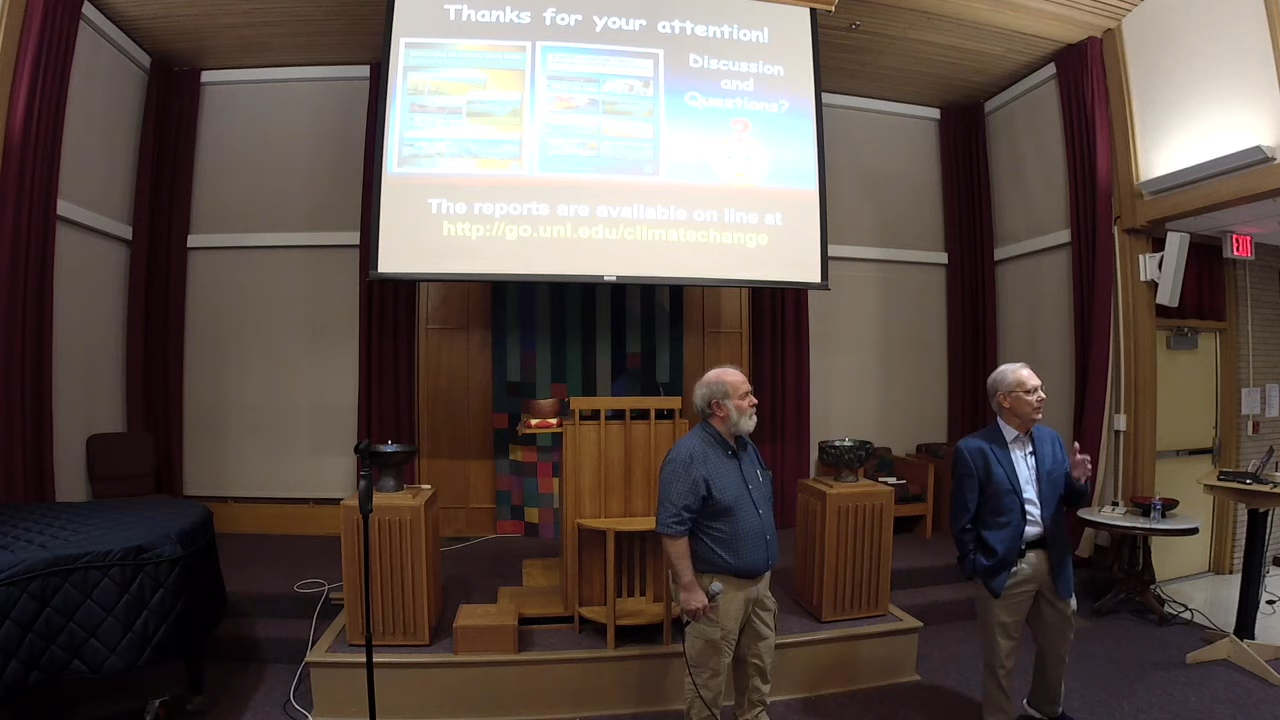 Thanks for your attention!
Discussion
and
Questions?
?
The reports are available on line at
http://go.unl.edu/climatechange
EXIT